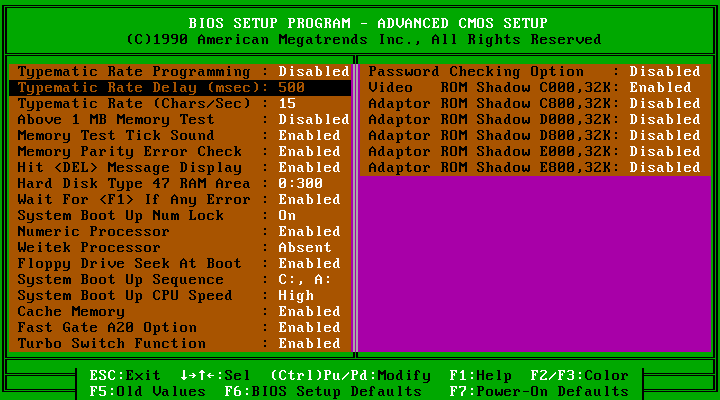 BIOS SETUP PROGRAM - ADVANCED CMOS SETUP
(C)1990 American Megatrends Inc., All Rights Reserved
Typematic Rate Programming : Disabled
Typematic Rate Delay (msec): 500
Typematic Rate (Chars/Sec) : 15
Above 1 MB Memory Test : Disabled
Memory Test Tick Sound : Enabled
Memory Parity Error Check : Enabled
Hit <DEL> Message Display : Enabled
Hard Disk Type 47 RAM Area : 0:300
Wait For <F1> If Any Error : Enabled
System Boot Up Num Lock : On
Numeric Processor : Enabled
Weitek Processor : Absent
Floppy Drive Seek At Boot : Enabled
System Boot Up Sequence : C:, A:
System Boot Up CPU Speed : High
Cache Memory : Enabled
Fast Gate A20 Option : Enabled
Turbo Switch Function : Enabled
Password Checking Option : Disabled
Video ROM Shadow C000,32K: Enabled
Adaptor ROM Shadow C800,32K: Disabled
Adaptor ROM Shadow D000,32K: Disabled
Adaptor ROM Shadow D800,32K: Disabled
Adaptor ROM Shadow E000,32K: Disabled
Adaptor ROM Shadow E800,32K: Disabled
ESC:Exit ↓→↑←:Sel (Ctrl)Pu/Pd:Modify F1:Help F2/F3:Color
F5:Old Values F6:BIOS Setup Defaults F7:Power-On Defaults